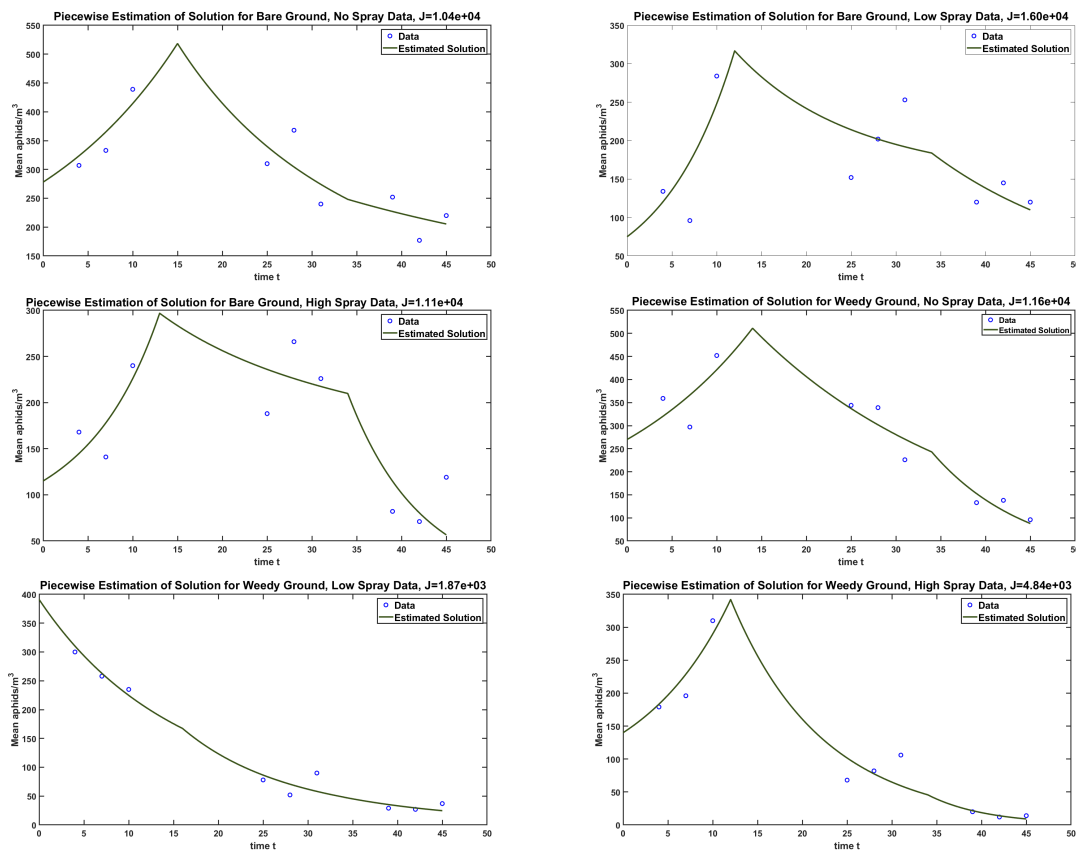 Piecewise Estimation of Solution for Bare Ground, No Spray Data, J=1.04e+04
550
500
450
400
350
300
250
200
150
Mean aphids/m3
Data
Estimated Solution
0 5 10 15 20 25 30 35 40 45 50
time t
Piecewise Estimation of Solution for Bare Ground, Low Spray Data, J=1.60e+04
350
300
250
200
150
100
50
Mean aphids/m3
Data
Estimated Solution
0 5 10 15 20 25 30 35 40 45 50
time t
Piecewise Estimation of Solution for Bare Ground, High Spray Data, J=1.11e+04
300
250
200
150
100
50
Mean aphids/m3
Data
Estimated Solution
0 5 10 15 20 25 30 35 40 45 50
time t
Piecewise Estimation of Solution for Weedy Ground, No Spray Data, J=1.16e+04
550
500
450
400
350
300
250
200
150
100
50
Mean aphids/m3
Data
Estimated Solution
0 5 10 15 20 25 30 35 40 45 50
time t
Piecewise Estimation of Solution for Weedy Ground, Low Spray Data, J=1.87e+03
400
350
300
250
200
150
100
50
0
Mean aphids/m3
Data
Estimated Solution
0 5 10 15 20 25 30 35 40 45 50
time t
Piecewise Estimation of Solution for Weedy Ground, High Spray Data, J=4.84e+03
350
300
250
200
150
100
50
0
Mean aphids/m3
Data
Estimated Solution
0 5 10 15 20 25 30 35 40 45 50
time t